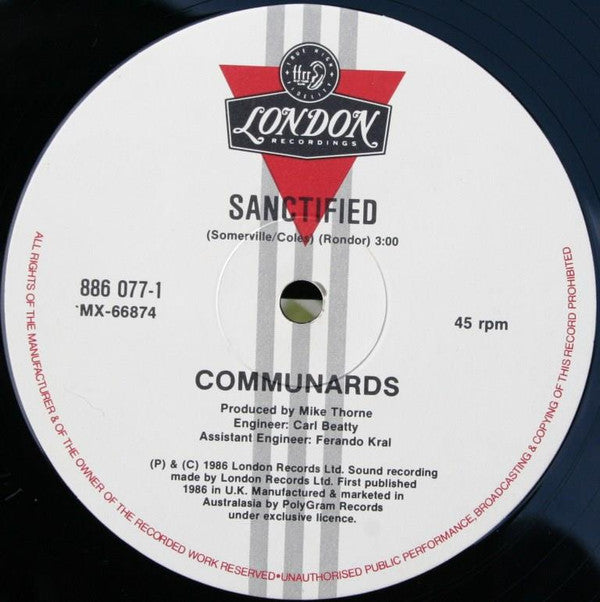 TRUE HIGH
ffrr
FIDELITY
LONDON
RECORDINGS
SANCTIFIED
(Somerville/Coles) (Rondor) 3:00
886 077-1
MX-66874
45 rpm
COMMUNARDS
Produced by Mike Thorne
Engineer: Carl Beatty
Assistant Engineer: Ferando Kral
(P) & (C) 1986 London Records Ltd. Sound recording
made by London Records Ltd. First published
1986 in U.K. Manufactured & marketed in
Australasia by PolyGram Records
under exclusive licence.
ALL RIGHTS OF THE MANUFACTURER & OF THE OWNER OF THE RECORDED WORK RESERVED•UNAUTHORISED PUBLIC PERFORMANCE, BROADCASTING & COPYING OF THIS RECORD PROHIBITED